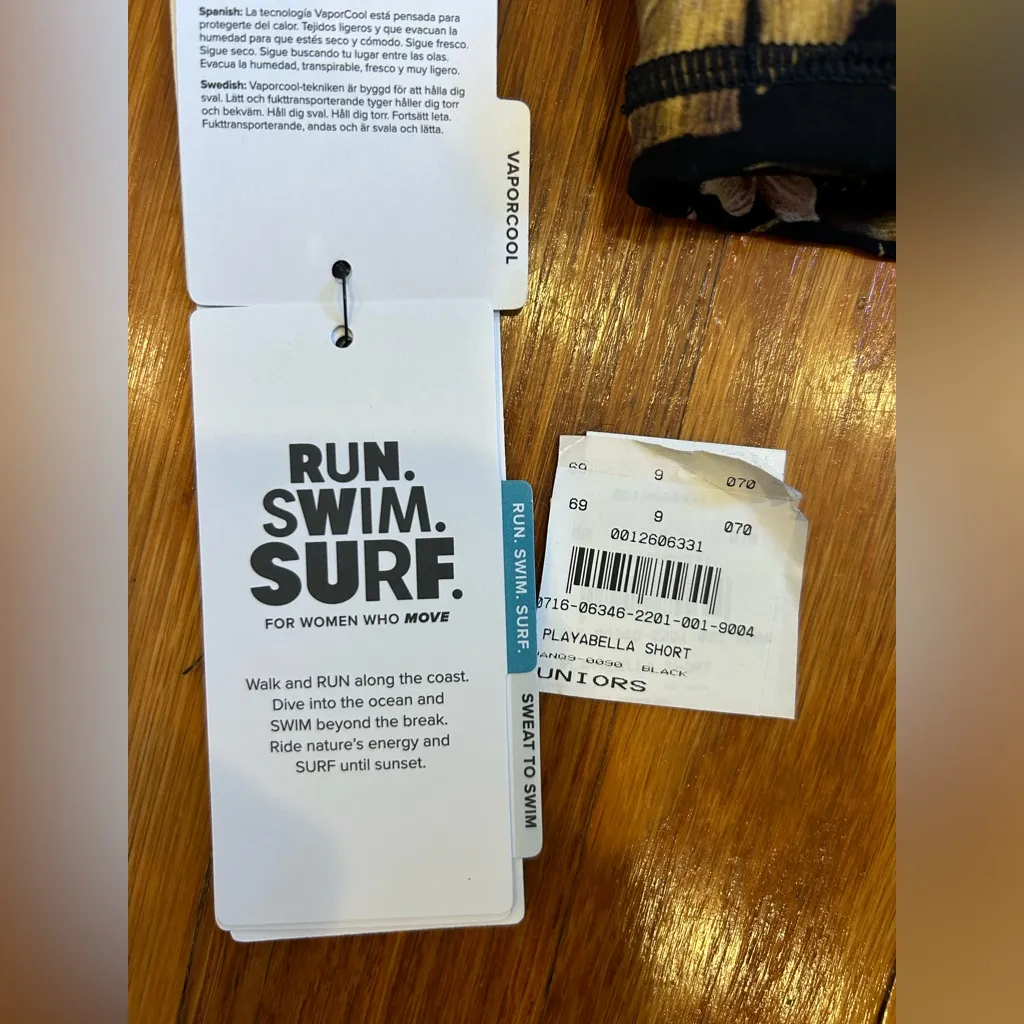 Spanish: La tecnología VaporCool está pensada para
protegerte del calor. Tejidos ligeros y que evacuan la
humedad para que estés seco y cómodo. Sigue fresco.
Sigue seco. Sigue buscando tu lugar entre las olas.
Evacua la humedad, transpirable, fresco y muy ligero.
Swedish: Vaporcool-tekniken är byggd för att hålla dig
sval. Lätt och fukttransporterande tyger håller dig torr
och bekväm. Håll dig sval. Håll dig torr. Fortsätt leta.
Fukttransporterande, andas och är svala och lätta.
VAPORCOOL
RUN.
SWIM.
SURF.
FOR WOMEN WHO MOVE
Walk and RUN along the coast.
Dive into the ocean and
SWIM beyond the break.
Ride nature's energy and
SURF until sunset.
RUN. SWIM. SURF.
SWEAT TO SWIM
69 9 070
69 9 070
0012606331
0716-06346-2201-001-9004
PLAYABELLA SHORT
BLACK
UNIORS